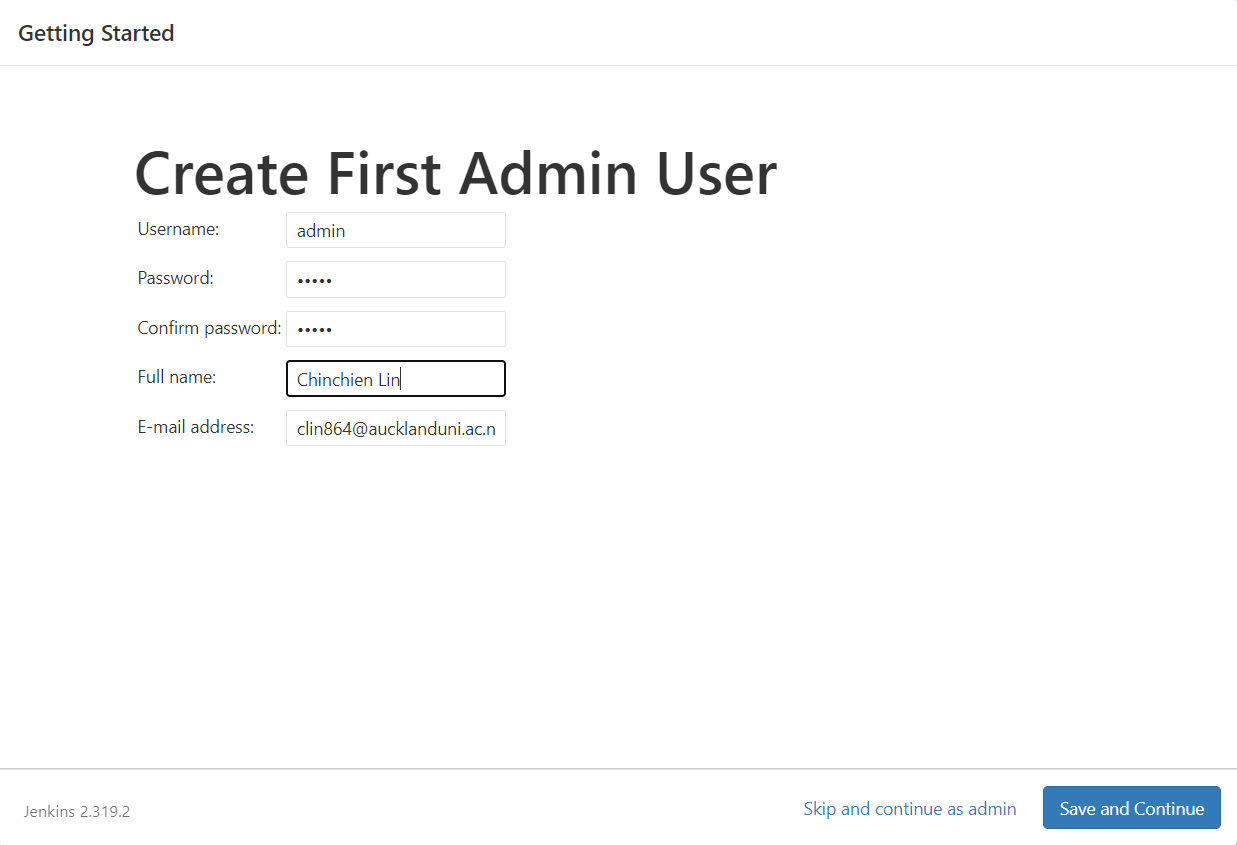 Getting Started
Create First Admin User
Username: admin
Password: •••••
Confirm password: •••••
Full name: Chinchien Lin
E-mail address: clin864@aucklanduni.ac.n
Jenkins 2.319.2 Skip and continue as admin Save and Continue